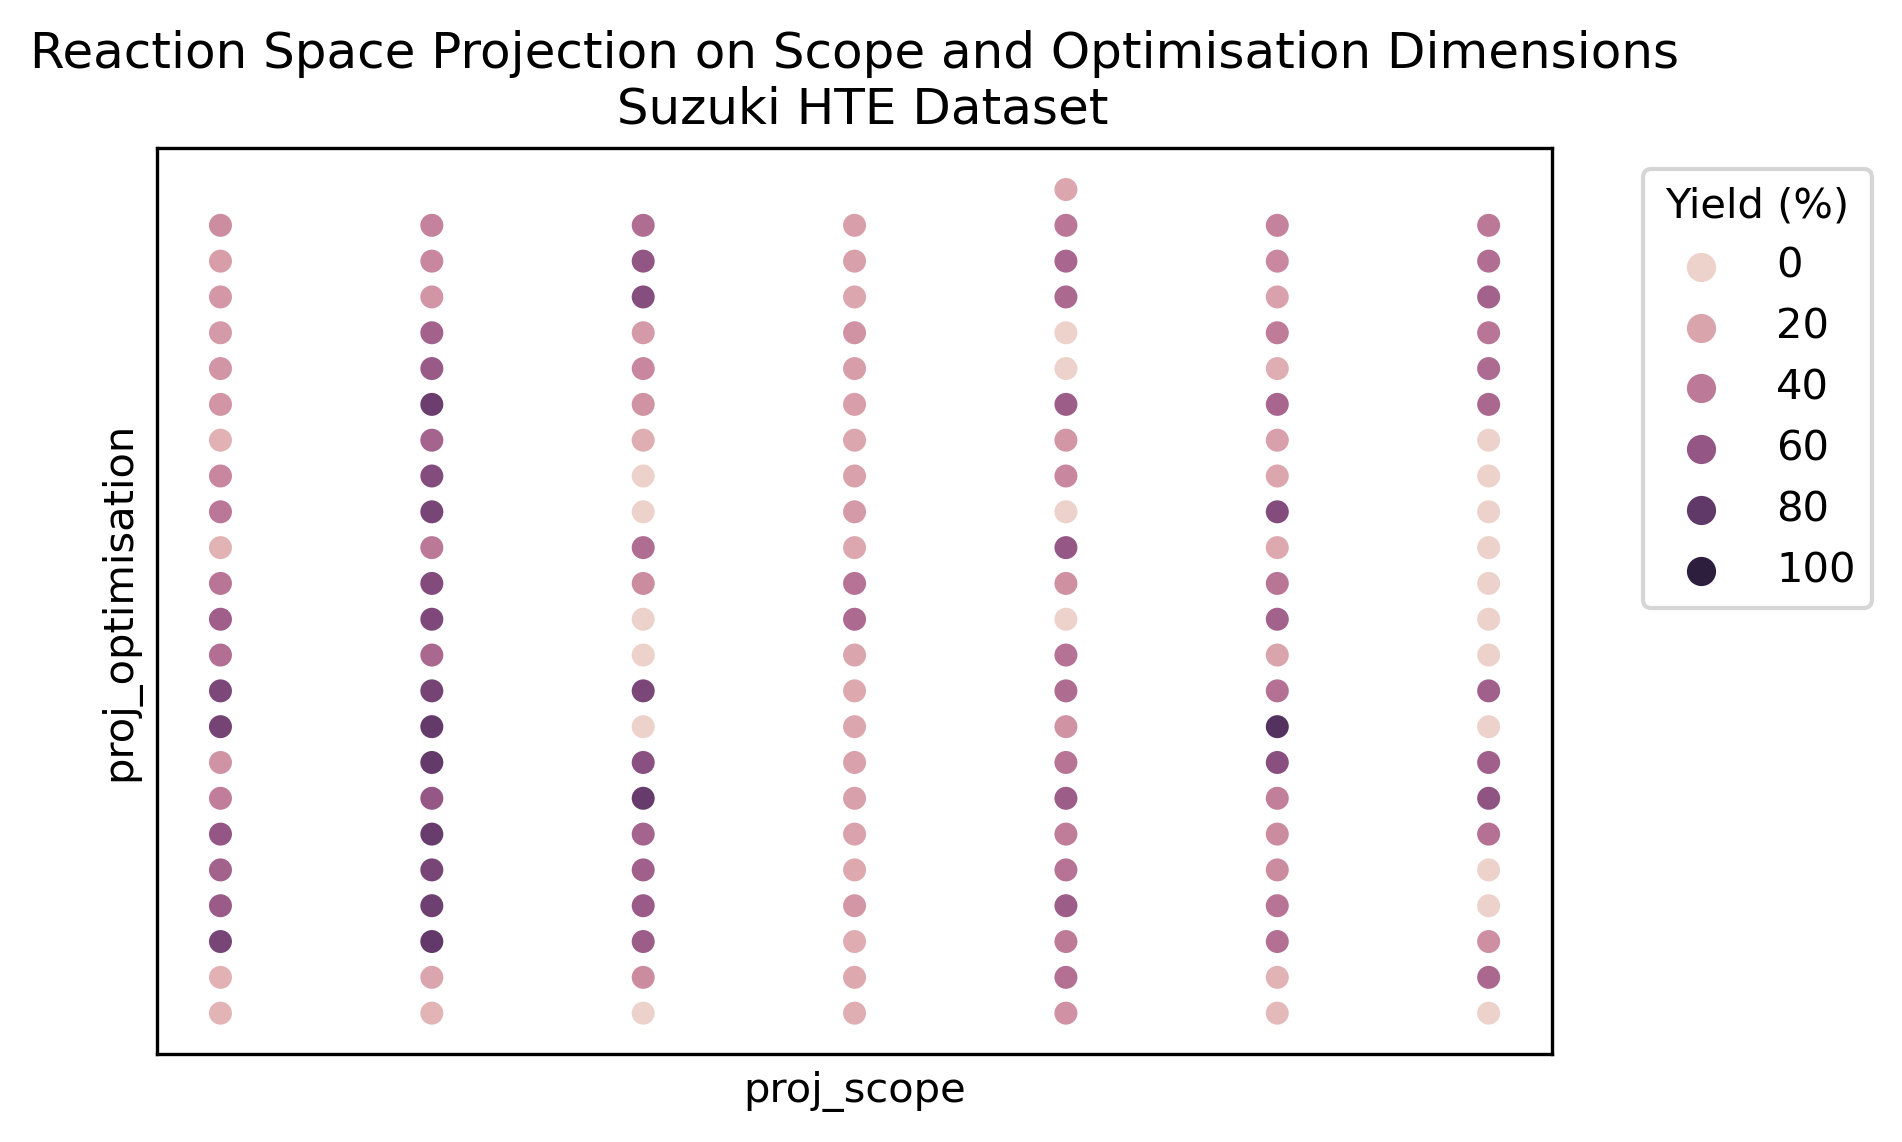 Reaction Space Projection on Scope and Optimisation Dimensions
Suzuki HTE Dataset
proj_optimisation
proj_scope
Yield (%)
0
20
40
60
80
100